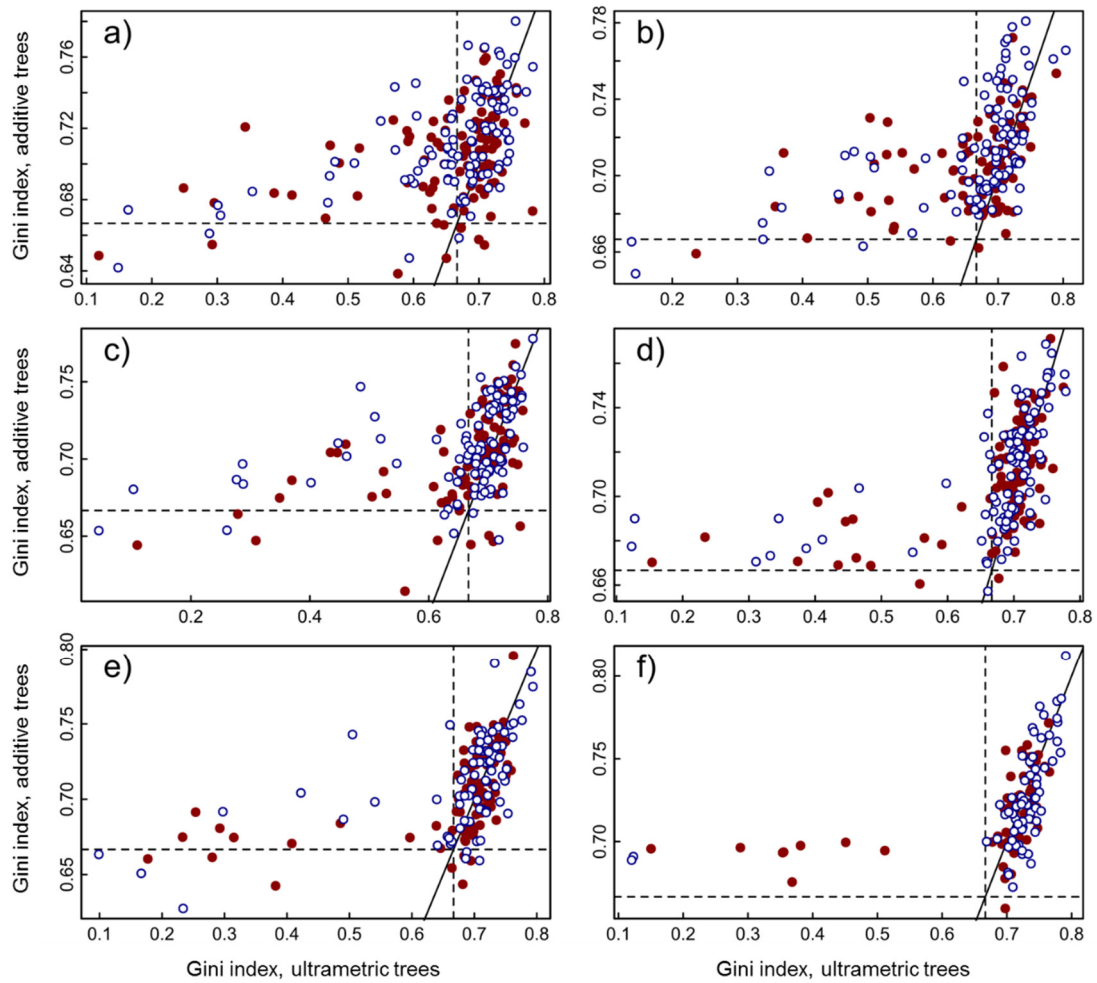 a)
Gini index, additive trees
0.64 0.68 0.72 0.76
0.1 0.2 0.3 0.4 0.5 0.6 0.7 0.8
b)
0.66 0.70 0.74 0.78
0.2 0.3 0.4 0.5 0.6 0.7 0.8
c)
Gini index, additive trees
0.65 0.70 0.75
0.2 0.4 0.6 0.8
d)
0.66 0.70 0.74
0.1 0.2 0.3 0.4 0.5 0.6 0.7 0.8
e)
Gini index, additive trees
0.65 0.70 0.75 0.80
0.1 0.2 0.3 0.4 0.5 0.6 0.7 0.8
Gini index, ultrametric trees
f)
0.70 0.75 0.80
0.1 0.2 0.3 0.4 0.5 0.6 0.7 0.8
Gini index, ultrametric trees